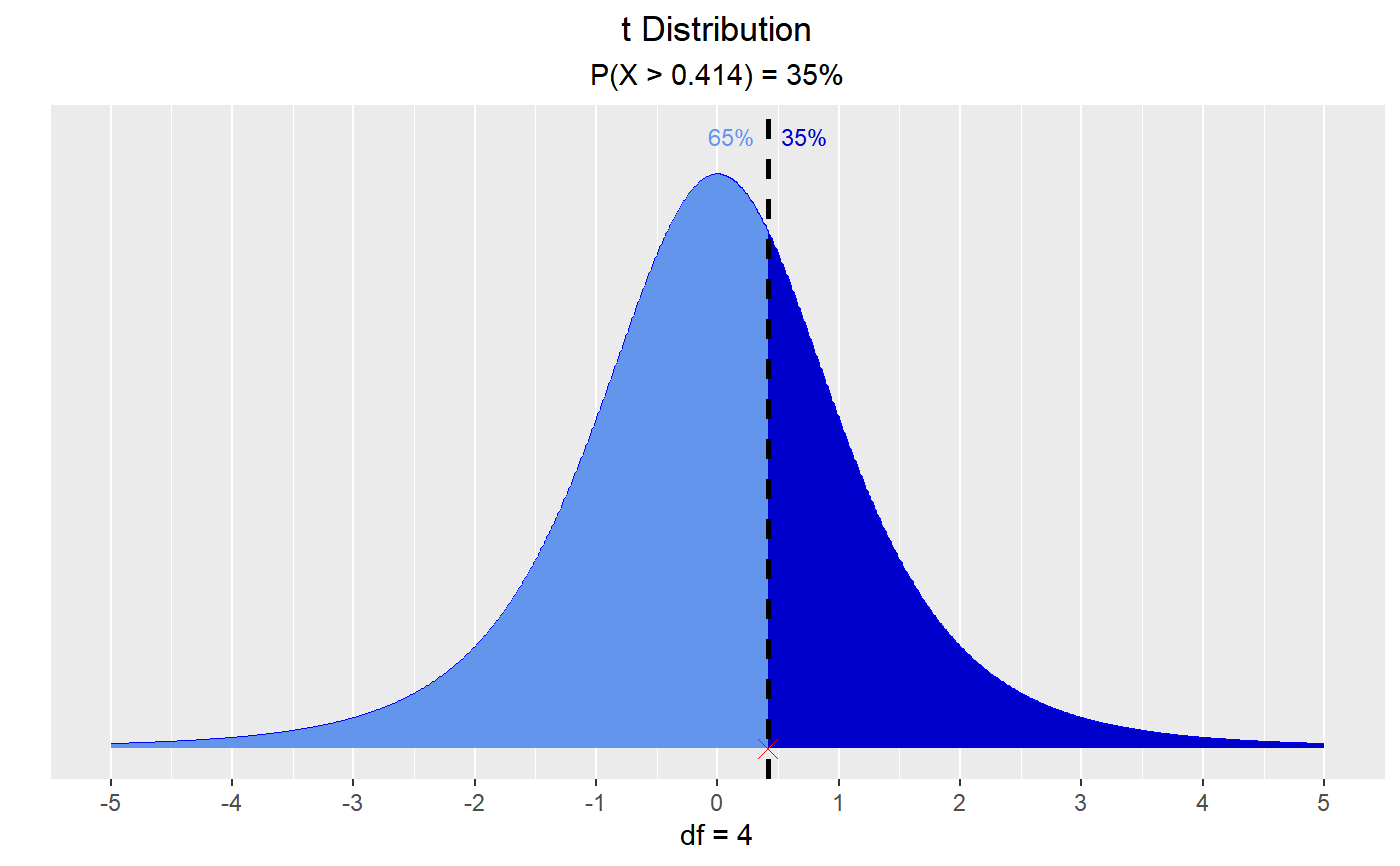 t Distribution
P(X > 0.414) = 35%
65% 35%
-5 -4 -3 -2 -1 0 1 2 3 4 5
df = 4